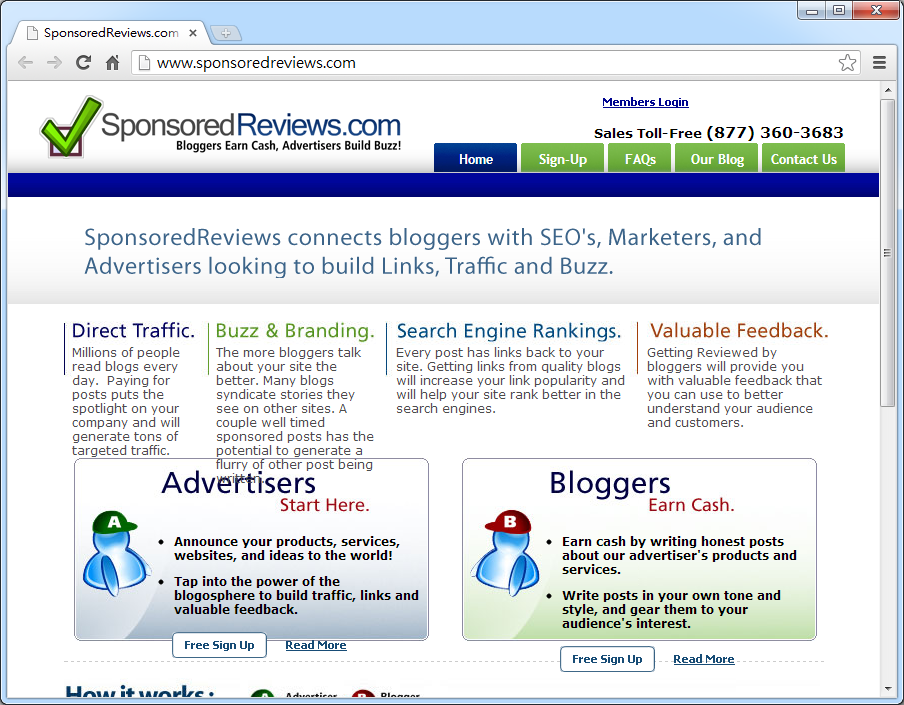 SponsoredReviews.com
www.sponsoredreviews.com
Members Login
SponsoredReviews.com
Bloggers Earn Cash, Advertisers Build Buzz!
Sales Toll-Free (877) 360-3683
Home Sign-Up FAQs Our Blog Contact Us
SponsoredReviews connects bloggers with SEO's, Marketers, and
Advertisers looking to build Links, Traffic and Buzz.
Direct Traffic.
Millions of people
read blogs every
day. Paying for
posts puts the
spotlight on your
company and will
generate tons of
targeted traffic.
Buzz & Branding.
The more bloggers talk
about your site the
better. Many blogs
syndicate stories they
see on other sites. A
couple well timed
sponsored posts has the
potential to generate a
flurry of other post being
written.
Search Engine Rankings.
Every post has links back to your
site. Getting links from quality blogs
will increase your link popularity and
will help your site rank better in the
search engines.
Valuable Feedback.
Getting Reviewed by
bloggers will provide you
with valuable feedback that
you can use to better
understand your audience
and customers.
Advertisers
Start Here.
A
• Announce your products, services,
websites, and ideas to the world!
• Tap into the power of the
blogosphere to build traffic, links and
valuable feedback.
Free Sign Up Read More
Bloggers
Earn Cash.
B
• Earn cash by writing honest posts
about our advertiser's products and
services.
• Write posts in your own tone and
style, and gear them to your
audience's interest.
Free Sign Up Read More
How it works: A Advertiser B Blogger